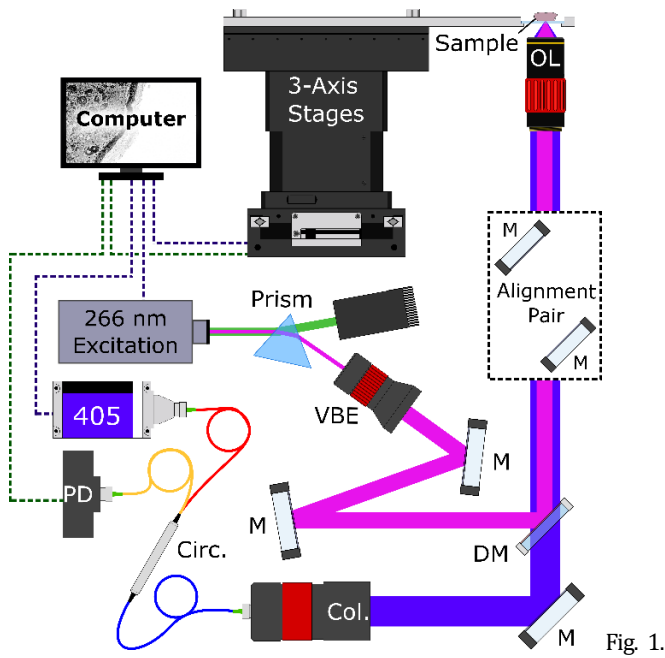 Sample
OL
3-Axis
Stages
Computer
M
Alignment
Pair
M
Prism
266 nm
Excitation
VBE
405
M
PD
M
DM
Circ.
Col.
M
Fig. 1.